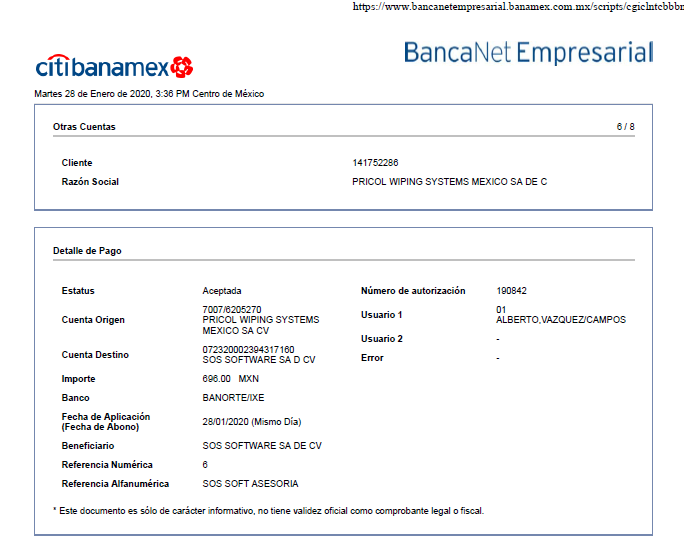 https://www.bancanetempresarial.banamex.com.mx/scripts/cgiclntcbbbn
citibanamex
BancaNet Empresarial
Martes 28 de Enero de 2020, 3:36 PM Centro de México
Otras Cuentas 6 / 8
Cliente 141752286
Razón Social PRICOL WIPING SYSTEMS MEXICO SA DE C
Detalle de Pago
Estatus Aceptada Número de autorización 190842
Cuenta Origen 7007/6205270
PRICOL WIPING SYSTEMS
MEXICO SA CV
Usuario 1 01
ALBERTO,VAZQUEZ/CAMPOS
Usuario 2 -
Cuenta Destino 072320002394317160
SOS SOFTWARE SA D CV
Error -
Importe 696.00 MXN
Banco BANORTE/IXE
Fecha de Aplicación
(Fecha de Abono) 28/01/2020 (Mismo Día)
Beneficiario SOS SOFTWARE SA DE CV
Referencia Numérica 6
Referencia Alfanumérica SOS SOFT ASESORIA
* Este documento es sólo de carácter informativo, no tiene validez oficial como comprobante legal o fiscal.